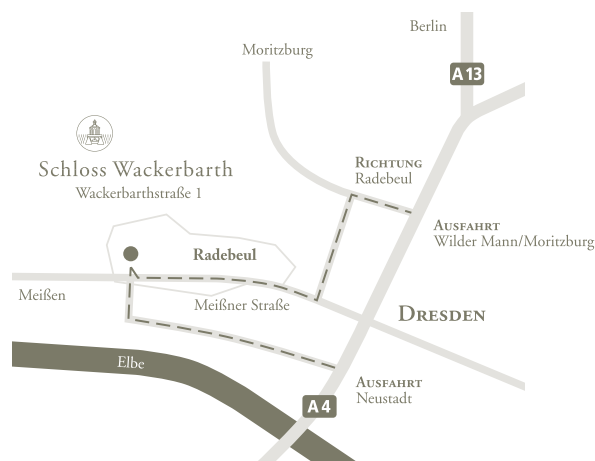 Berlin
Moritzburg
A 13
Schloss Wackerbarth
Wackerbarthstraße 1
Richtung
Radebeul
Ausfahrt
Wilder Mann/Moritzburg
Radebeul
Meißen
Meißner Straße
Dresden
Elbe
Ausfahrt
Neustadt
A 4